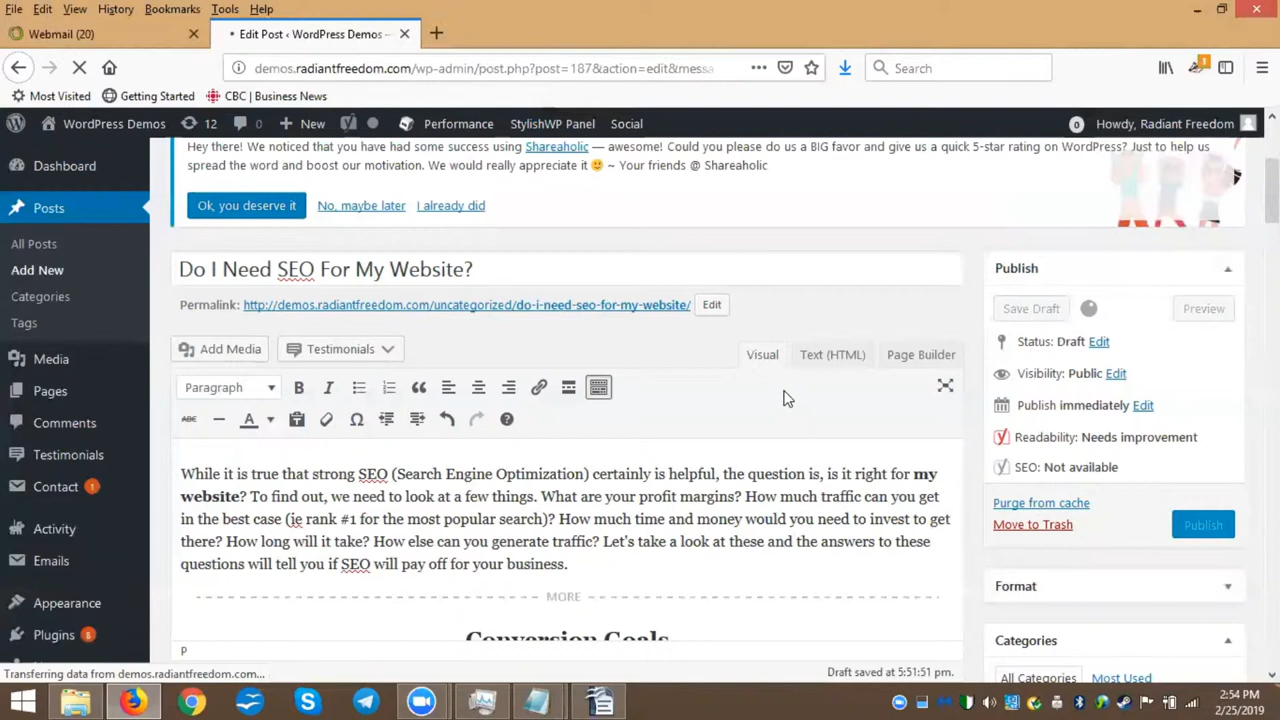 File Edit View History Bookmarks Tools Help
Webmail (20)
Edit Post ‹ WordPress Demos –
demos.radiantfreedom.com/wp-admin/post.php?post=187&action=edit&messa
Search
Most Visited Getting Started CBC | Business News
WordPress Demos 12 0 New Performance StylishWP Panel Social 0 Howdy, Radiant Freedom
Dashboard
Posts
All Posts
Add New
Categories
Tags
Media
Pages
Comments
Testimonials
Contact 1
Activity
Emails
Appearance
Plugins 8
Hey there! We noticed that you have had some success using Shareaholic — awesome! Could you please do us a BIG favor and give us a quick 5-star rating on WordPress? Just to help us
spread the word and boost our motivation. We would really appreciate it 🙂 ~ Your friends @ Shareaholic
Ok, you deserve it No, maybe later I already did
Do I Need SEO For My Website?
Permalink: http://demos.radiantfreedom.com/uncategorized/do-i-need-seo-for-my-website/ Edit
Add Media Testimonials
Visual Text (HTML) Page Builder
Paragraph B I
ABC A
While it is true that strong SEO (Search Engine Optimization) certainly is helpful, the question is, is it right for my
website? To find out, we need to look at a few things. What are your profit margins? How much traffic can you get
in the best case (ie rank #1 for the most popular search)? How much time and money would you need to invest to get
there? How long will it take? How else can you generate traffic? Let's take a look at these and the answers to these
questions will tell you if SEO will pay off for your business.
MORE
Conversion Goals
p
Draft saved at 5:51:51 pm.
Publish
Save Draft Preview
Status: Draft Edit
Visibility: Public Edit
Publish immediately Edit
Readability: Needs improvement
SEO: Not available
Purge from cache
Move to Trash Publish
Format
Categories
All Categories Most Used
Transferring data from demos.radiantfreedom.com...
2:54 PM
2/25/2019